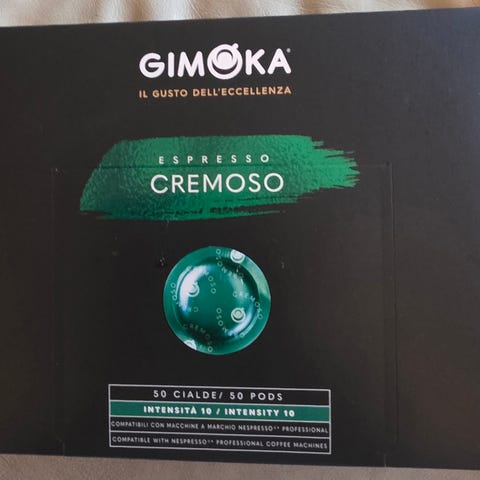 GIMOKA®
IL GUSTO DELL'ECCELLENZA
ESPRESSO
CREMOSO
CREMOSO
50 CIALDE/ 50 PODS
INTENSITÀ 10 / INTENSITY 10
COMPATIBILI CON MACCHINE A MARCHIO NESPRESSO** PROFESSIONAL
COMPATIBLE WITH NESPRESSO** PROFESSIONAL COFFEE MACHINES